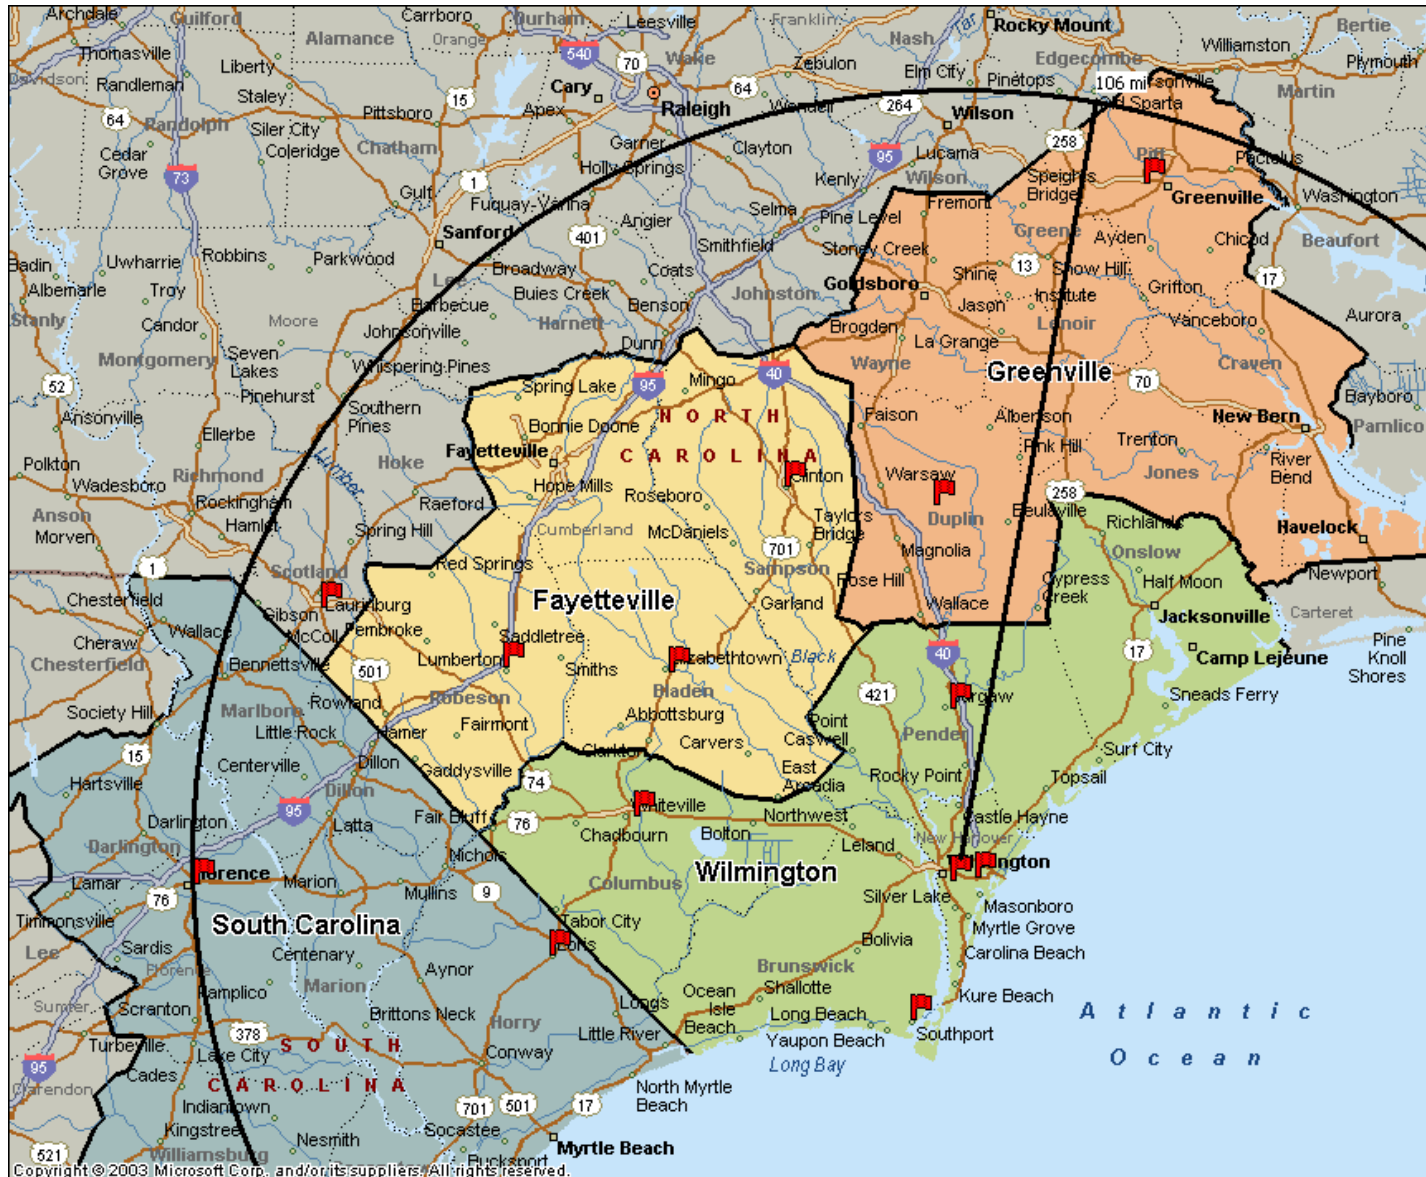 Archdale
Guilford
Carrboro
Durham
Leesville
Franklin
Nash
Tar
Rocky Mount
Bertie
Thomasville
Alamance
Orange
540
70
Wake
Edgecombe
Williamston
Davidson
Liberty
Zebulon
Elm City
Pinetops
Plymouth
Randleman
Staley
15
Cary
64
106 mi
Martin
Pittsboro
Apex
Raleigh
Wendell
264
Sparta
64
Randolph
Siler City
Wilson
Cedar
Grove
Coleridge
Chatham
Garner
Clayton
95
Lucama
258
Pitt
Pactolus
73
Gulf
1
Holly Springs
Kenly
Wilson
Speights
Bridge
Greenville
Washington
Fuquay-Varina
Angier
Selma
Pine Level
Fremont
Sanford
401
Smithfield
Stoney Creek
Greene
Ayden
Chicod
Beaufort
Badin
Uwharrie
Robbins
Parkwood
Lee
Broadway
Coats
Shine
13
Snow Hill
17
Albemarle
Troy
Barbecue
Buies Creek
Benson
Johnston
Goldsboro
Jason
Institute
Grifton
Stanly
Candor
Moore
Johnsonville
Harnett
Brogden
Lenoir
Vanceboro
Aurora
Montgomery
Seven
Lakes
Whispering Pines
Dunn
Wayne
La Grange
Craven
52
Pinehurst
Spring Lake
95
Mingo
40
Greenville
70
Bayboro
Ansonville
Southern
Pines
NORTH
Faison
Albertson
New Bern
Pamlico
Ellerbe
Bonnie Doone
Pink Hill
Trenton
Polkton
Richmond
Hoke
Fayetteville
CAROLINA
Jones
River
Bend
Wadesboro
Lumber
Hope Mills
Roseboro
Clinton
Warsaw
258
Anson
Rockingham
Raeford
Cumberland
McDaniels
Taylors
Bridge
Duplin
Beulaville
Richlands
Havelock
Morven
Hamlet
Spring Hill
701
Magnolia
Onslow
1
Scotland
Red Springs
Sampson
Rose Hill
Cypress
Creek
Half Moon
Newport
Chesterfield
Gibson
Laurinburg
Fayetteville
Garland
Wallace
Jacksonville
Carteret
Cheraw
Wallace
McColl
Pembroke
Saddletree
40
17
Camp Lejeune
Pine
Knoll
Shores
Chesterfield
Bennettsville
501
Lumberton
Smiths
Elizabethtown
Black
421
Burgaw
Sneads Ferry
Society Hill
Marlboro
Rowland
Robeson
Bladen
Little Rock
Hamer
Fairmont
Abbottsburg
Point
Caswell
Pender
Surf City
15
Centerville
Dillon
Gaddysville
Clarkton
Carvers
East
Arcadia
Rocky Point
Topsail
Hartsville
Dillon
74
95
Darlington
Latta
Fair Bluff
76
Whiteville
Northwest
Castle Hayne
Darlington
Nichols
Chadbourn
Bolton
Leland
New Hanover
Lamar
Florence
Marion
Mullins
9
Columbus
Wilmington
Wilmington
76
Silver Lake
Timmonsville
South Carolina
Tabor City
Masonboro
Myrtle Grove
Lee
Sardis
Centenary
Loris
Bolivia
Carolina Beach
Florence
Aynor
Brunswick
Sumter
Scranton
Pamplico
Marion
Longs
Ocean
Isle
Beach
Shallotte
Kure Beach
Brittons Neck
Horry
Little River
Long Beach
Southport
Atlantic
Turbeville
378
SOUTH
Yaupon Beach
Ocean
95
Lake City
Conway
Long Bay
Clarendon
Cades
CAROLINA
North Myrtle
Beach
Indiantown
701
501
17
Kingstree
Nesmith
Socastee
Myrtle Beach
521
Williamsburg
Bucksport
Copyright © 2003 Microsoft Corp. and/or its suppliers. All rights reserved.